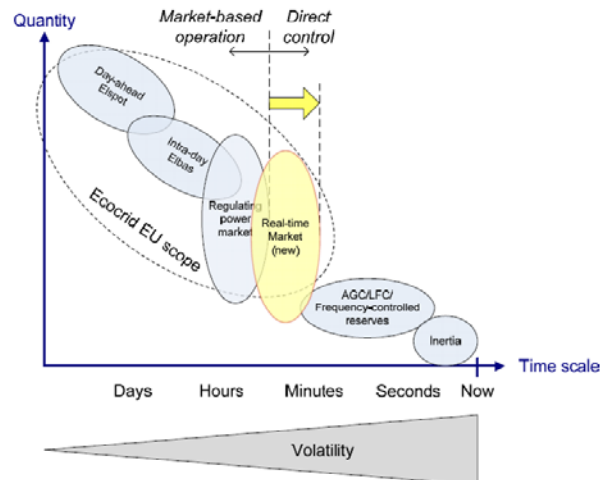 Quantity
Market-based
operation
Direct
control
Day-ahead
Elspot
Intra-day
Elbas
Ecocrid EU scope
Regulating
power
market
Real-time
Market
(new)
AGC/LFC/
Frequency-controlled
reserves
Inertia
Time scale
Days
Hours
Minutes
Seconds
Now
Volatility